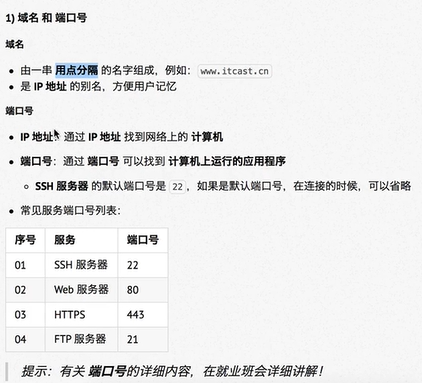 1) 域名 和 端口号
域名
由一串 用点分隔 的名字组成，例如：www.itcast.cn
是 IP 地址 的别名，方便用户记忆
端口号
IP 地址：通过 IP 地址 找到网络上的 计算机
端口号：通过 端口号 可以找到 计算机上运行的应用程序
SSH 服务器 的默认端口号是 22，如果是默认端口号，在连接的时候，可以省略
常见服务端口号列表：
序号 服务 端口号
01 SSH 服务器 22
02 Web 服务器 80
03 HTTPS 443
04 FTP 服务器 21
提示：有关 端口号的详细内容，在就业班会详细讲解！